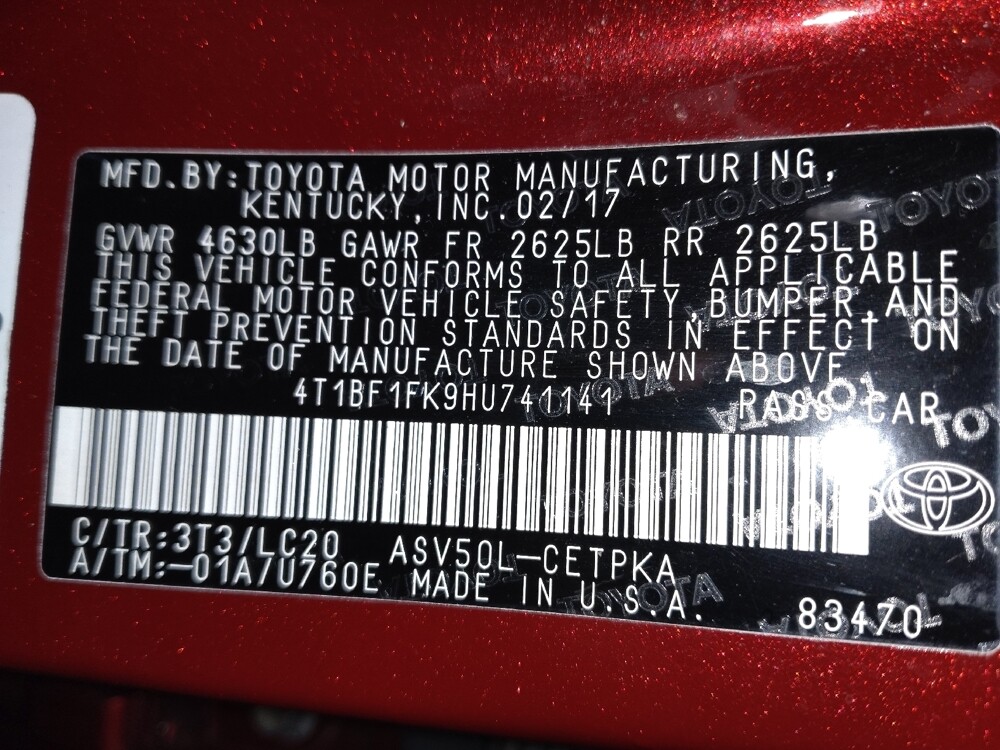 MFD.BY:TOYOTA MOTOR MANUFACTURING,
KENTUCKY,INC.02/17
GVWR 4630LB GAWR FR 2625LB RR 2625LB
THIS VEHICLE CONFORMS TO ALL APPLICABLE
FEDERAL MOTOR VEHICLE SAFETY,BUMPER,AND
THEFT PREVENTION STANDARDS IN EFFECT ON
THE DATE OF MANUFACTURE SHOWN ABOVE
4T1BF1FK9HU741141 PASS CAR
C/TR:3T3/LC20 ASV50L-CETPKA
A/TM:-01A/U760E MADE IN U.S.A.
83470